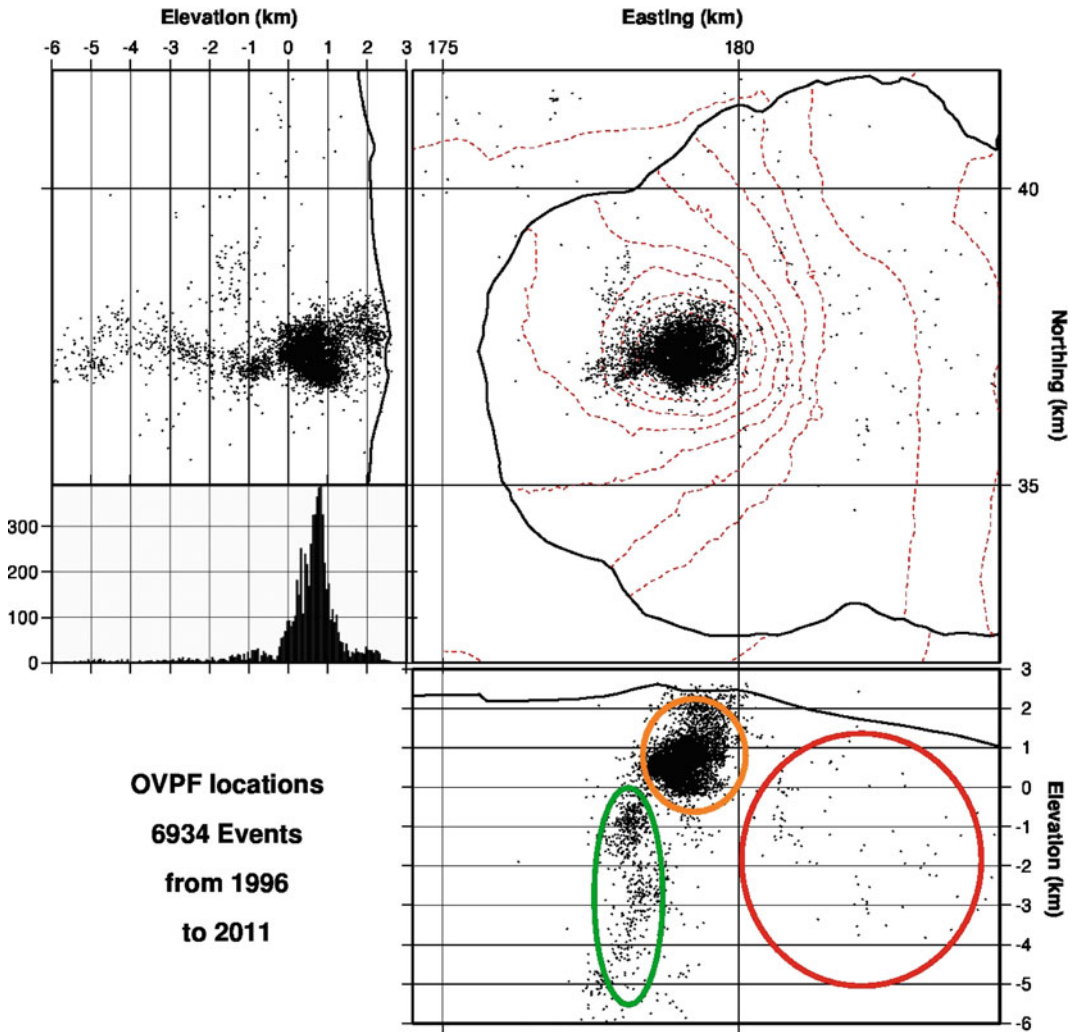 Elevation (km)
-6 -5 -4 -3 -2 -1 0 1 2 3
Easting (km)
175 180
40
Northing (km)
35
300
200
100
0
-6 -5 -4 -3 -2 -1 0 1 2 3
3
2
1
0
-1
-2
-3
-4
-5
-6
Elevation (km)
OVPF locations
6934 Events
from 1996
to 2011